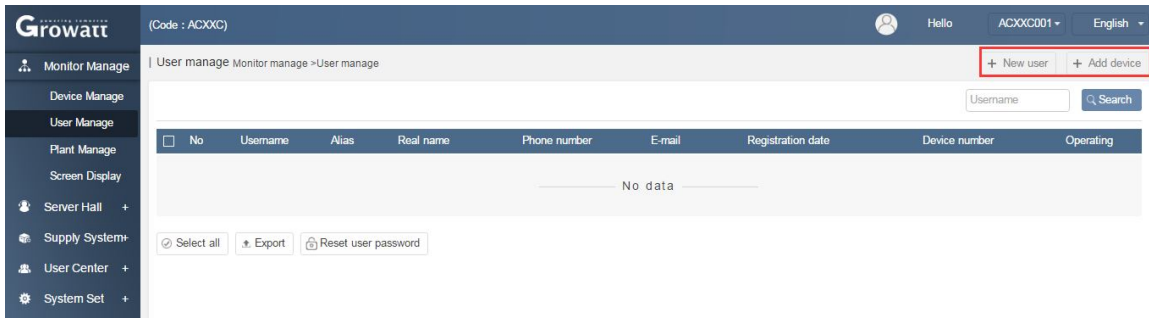 Growatt
(Code : ACXXC)
Hello
ACXXC001
English
Monitor Manage
| User manage Monitor manage >User manage
+ New user
+ Add device
Device Manage
Username
Search
User Manage
No Username Alias Real name Phone number E-mail Registration date Device number Operating
Plant Manage
Screen Display
No data
Server Hall +
Supply System+
Select all
Export
Reset user password
User Center +
System Set +